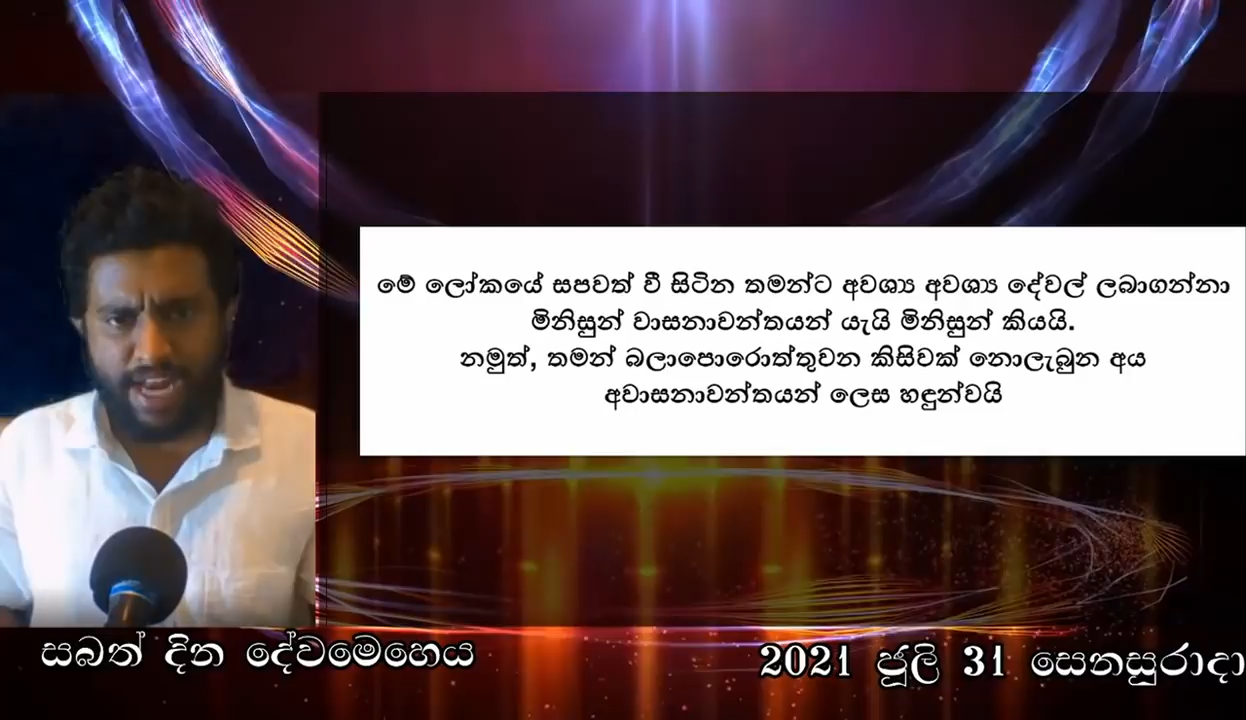 මේ ලෝකයේ සපවත් වී සිටින තමන්ට අවශ්‍ය අවශ්‍ය දේවල් ලබාගන්නා
මිනිසුන් වාසනාවන්තයන් යැයි මිනිසුන් කියයි.
නමුත්, තමන් බලාපොරොත්තුවන කිසිවක් නොලැබුන අය
අවාසනාවන්තයන් ලෙස හඳුන්වයි
සබත් දින දේවමෙහෙය
2021 ජූලි 31 සෙනසුරාදා